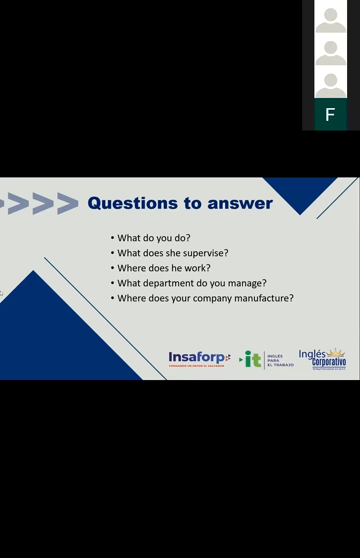 F
Questions to answer
• What do you do?
• What does she supervise?
• Where does he work?
• What department do you manage?
• Where does your company manufacture?
Insaforp
it
INGLÉS
PARA
EL TRABAJO
Inglés
Corporativo